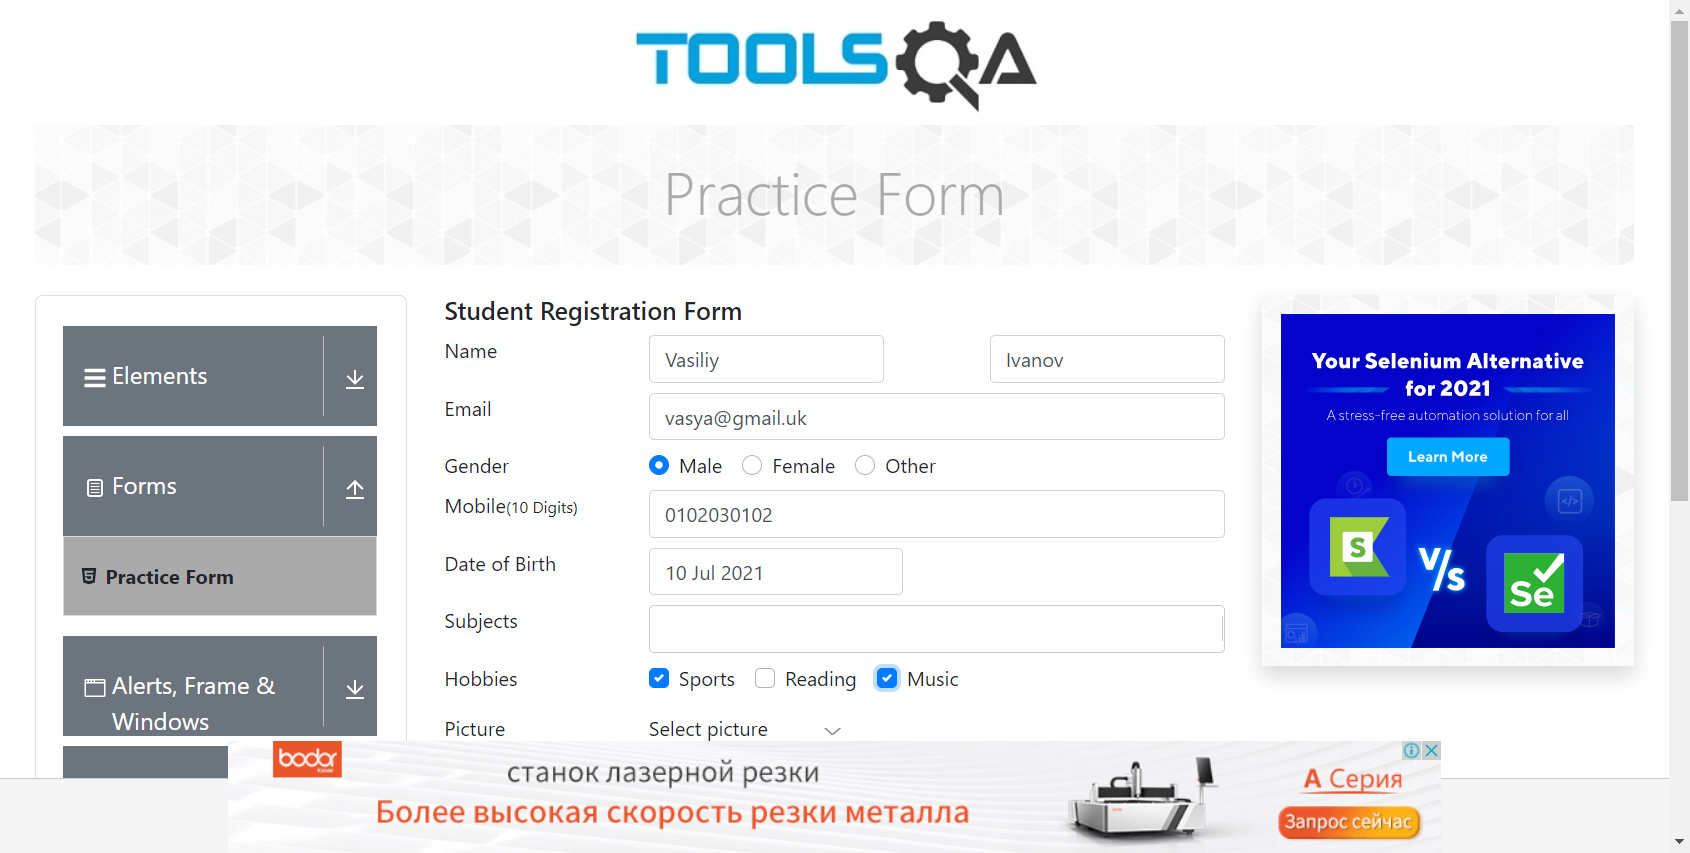 TOOLSQA
Practice Form
Elements
Forms
Practice Form
Alerts, Frame &
Windows
Student Registration Form
Name
Vasiliy
Ivanov
Email
vasya@gmail.uk
Gender
Male
Female
Other
Mobile(10 Digits)
0102030102
Date of Birth
10 Jul 2021
Subjects
Hobbies
Sports
Reading
Music
Picture
Select picture
Your Selenium Alternative
for 2021
A stress-free automation solution for all
Learn More
S
V/s
Se
bodor
станок лазерной резки
Более высокая скорость резки металла
А Серия
Запрос сейчас